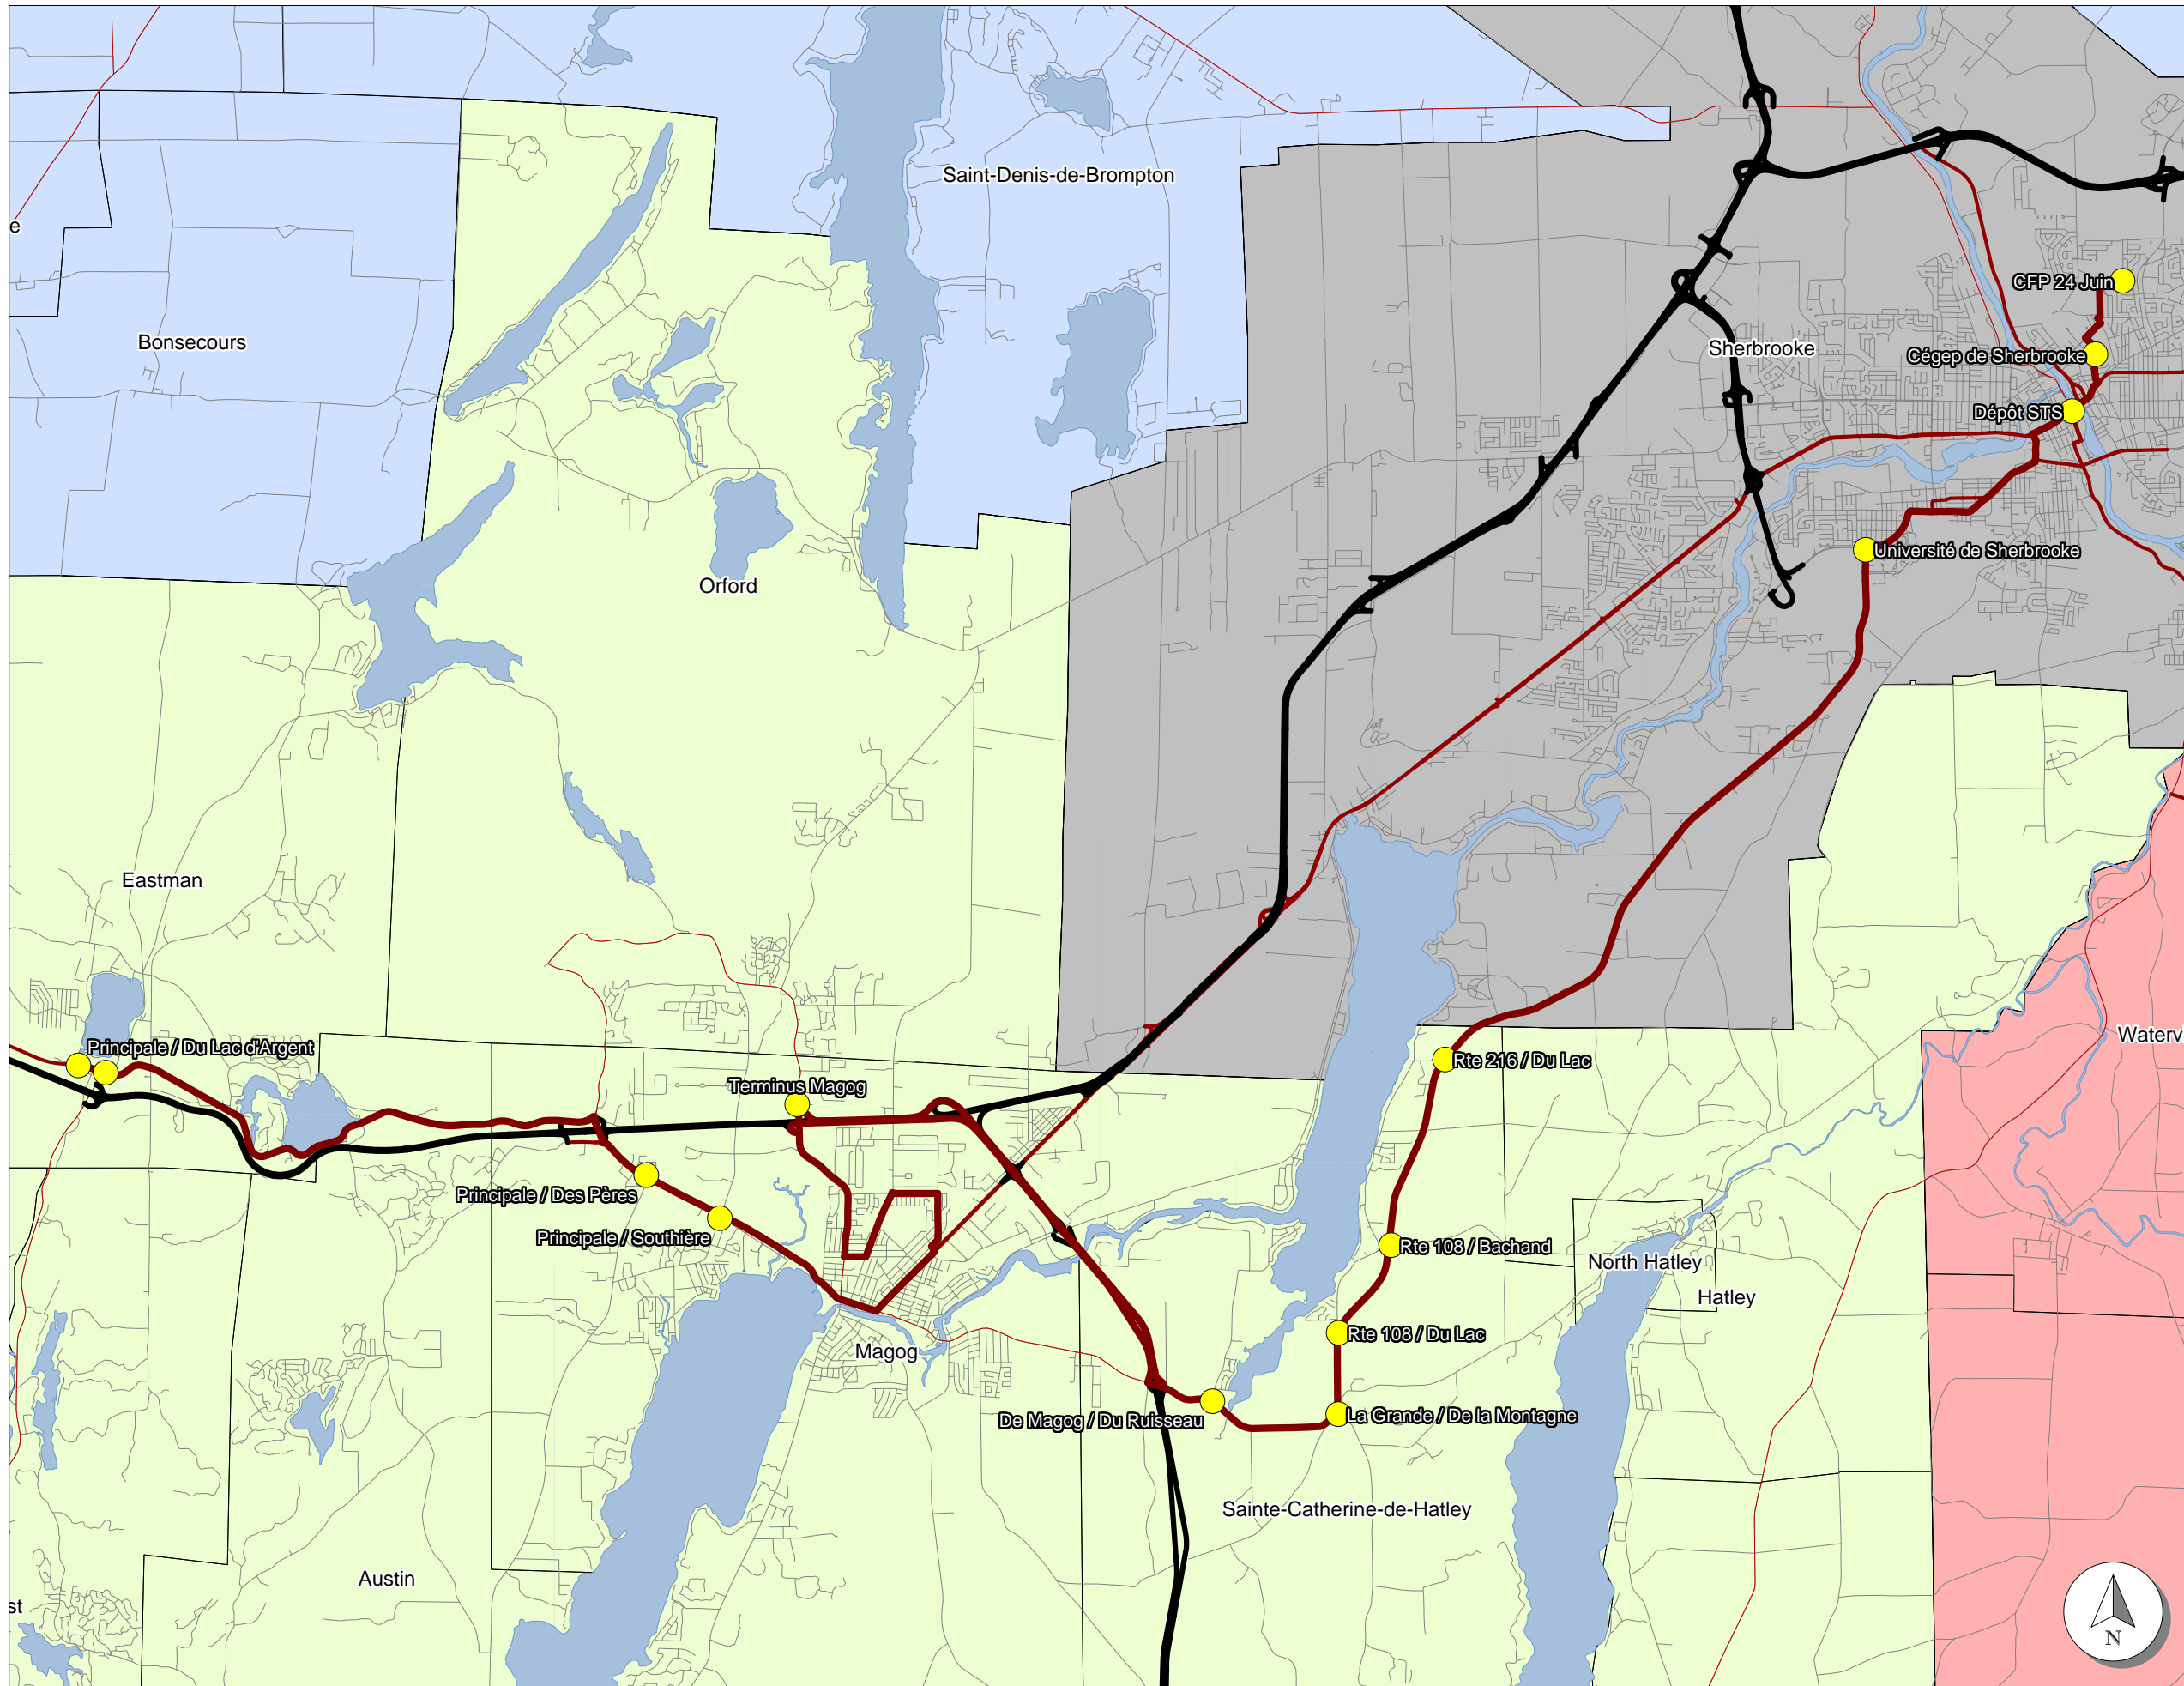 Saint-Denis-de-Brompton
e
CFP 24 Juin
Bonsecours
Sherbrooke
Cégep de Sherbrooke
Dépôt STS
Université de Sherbrooke
Orford
Eastman
Waterv
Principale / Du Lac d'Argent
Rte 216 / Du Lac
Terminus Magog
Principale / Des Pères
Principale / Southière
Rte 108 / Bachand
North Hatley
Hatley
Rte 108 / Du Lac
Magog
La Grande / De la Montagne
De Magog / Du Ruisseau
Sainte-Catherine-de-Hatley
Austin
st
N